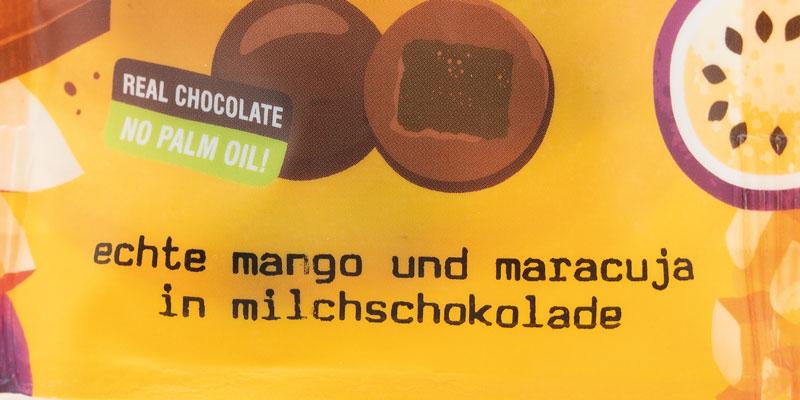 REAL CHOCOLATE
NO PALM OIL!
echte mango und maracuja
in milchschokolade